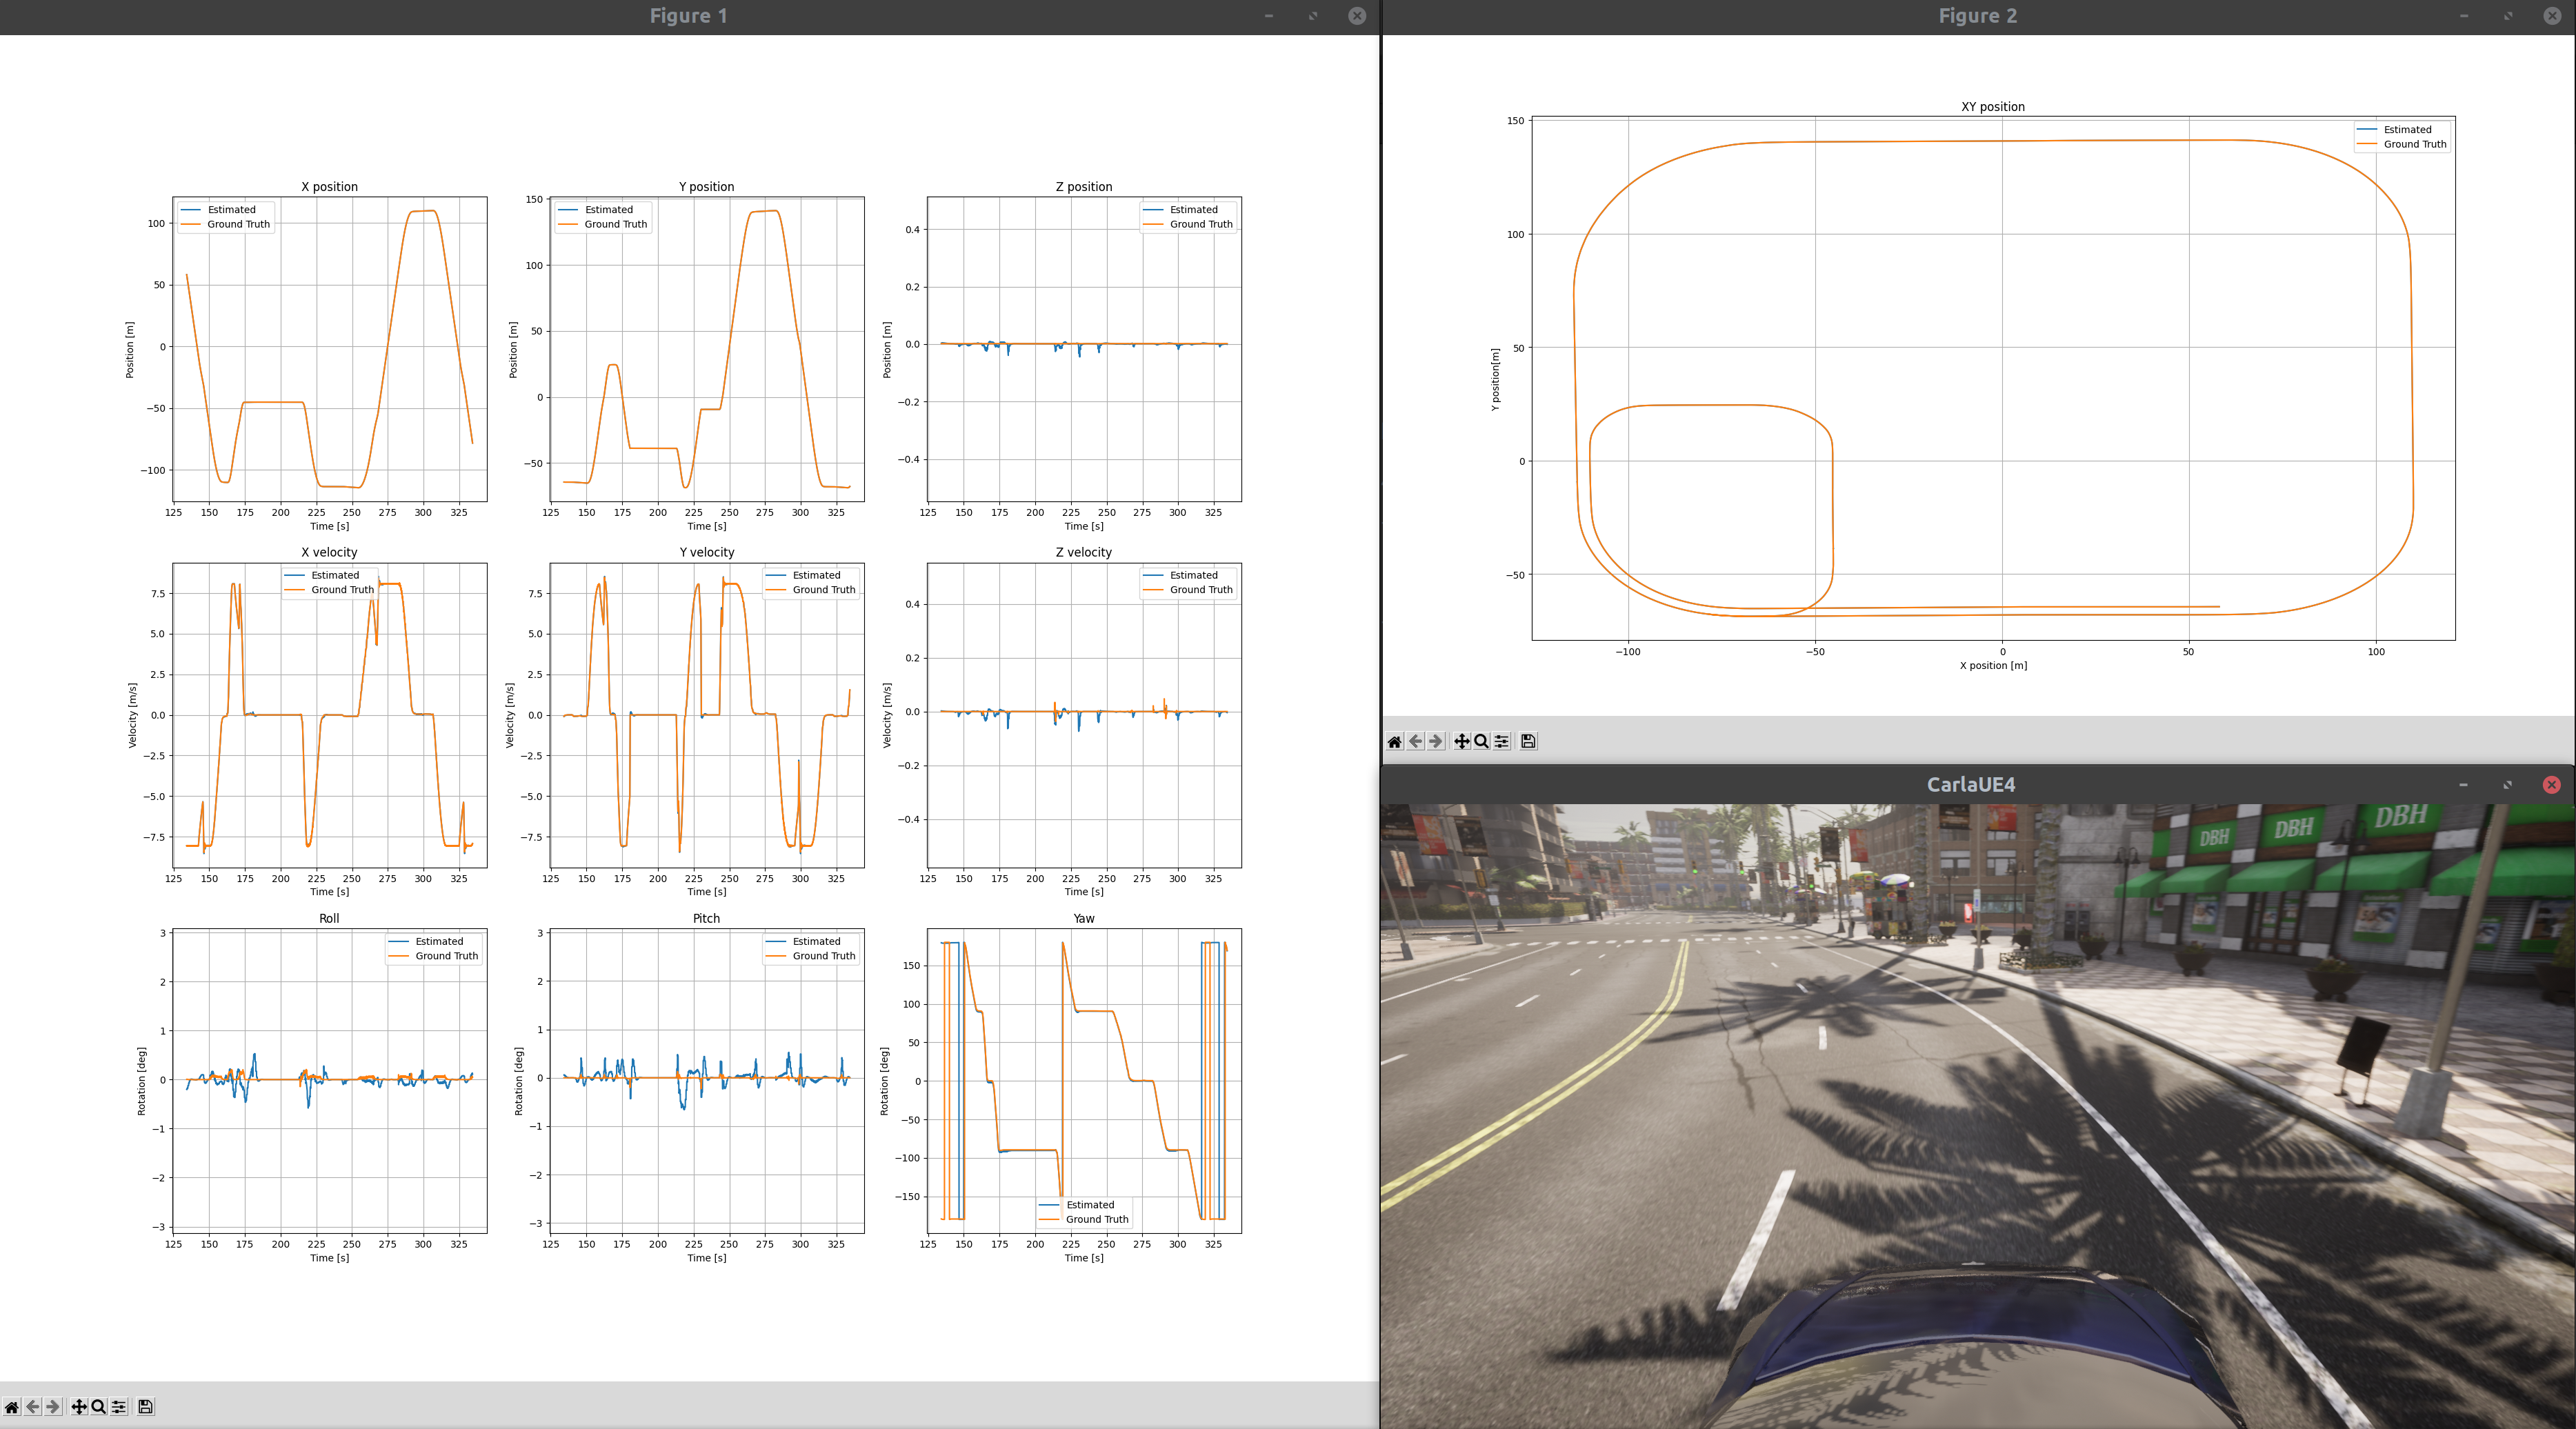 Figure 1
X position
Estimated
Ground Truth
Position [m]
100
50
0
−50
−100
125 150 175 200 225 250 275 300 325
Time [s]
Y position
Estimated
Ground Truth
Position [m]
150
100
50
0
−50
125 150 175 200 225 250 275 300 325
Time [s]
Z position
Estimated
Ground Truth
Position [m]
0.4
0.2
0.0
−0.2
−0.4
125 150 175 200 225 250 275 300 325
Time [s]
X velocity
Estimated
Ground Truth
Velocity [m/s]
7.5
5.0
2.5
0.0
−2.5
−5.0
−7.5
125 150 175 200 225 250 275 300 325
Time [s]
Y velocity
Estimated
Ground Truth
Velocity [m/s]
7.5
5.0
2.5
0.0
−2.5
−5.0
−7.5
125 150 175 200 225 250 275 300 325
Time [s]
Z velocity
Estimated
Ground Truth
Velocity [m/s]
0.4
0.2
0.0
−0.2
−0.4
125 150 175 200 225 250 275 300 325
Time [s]
Roll
Estimated
Ground Truth
Rotation [deg]
3
2
1
0
−1
−2
−3
125 150 175 200 225 250 275 300 325
Time [s]
Pitch
Estimated
Ground Truth
Rotation [deg]
3
2
1
0
−1
−2
−3
125 150 175 200 225 250 275 300 325
Time [s]
Yaw
Estimated
Ground Truth
Rotation [deg]
150
100
50
0
−50
−100
−150
125 150 175 200 225 250 275 300 325
Time [s]
Figure 2
XY position
Estimated
Ground Truth
Y position[m]
150
100
50
0
−50
−100 −50 0 50 100
X position [m]
CarlaUE4
DBH
DBH
DBH